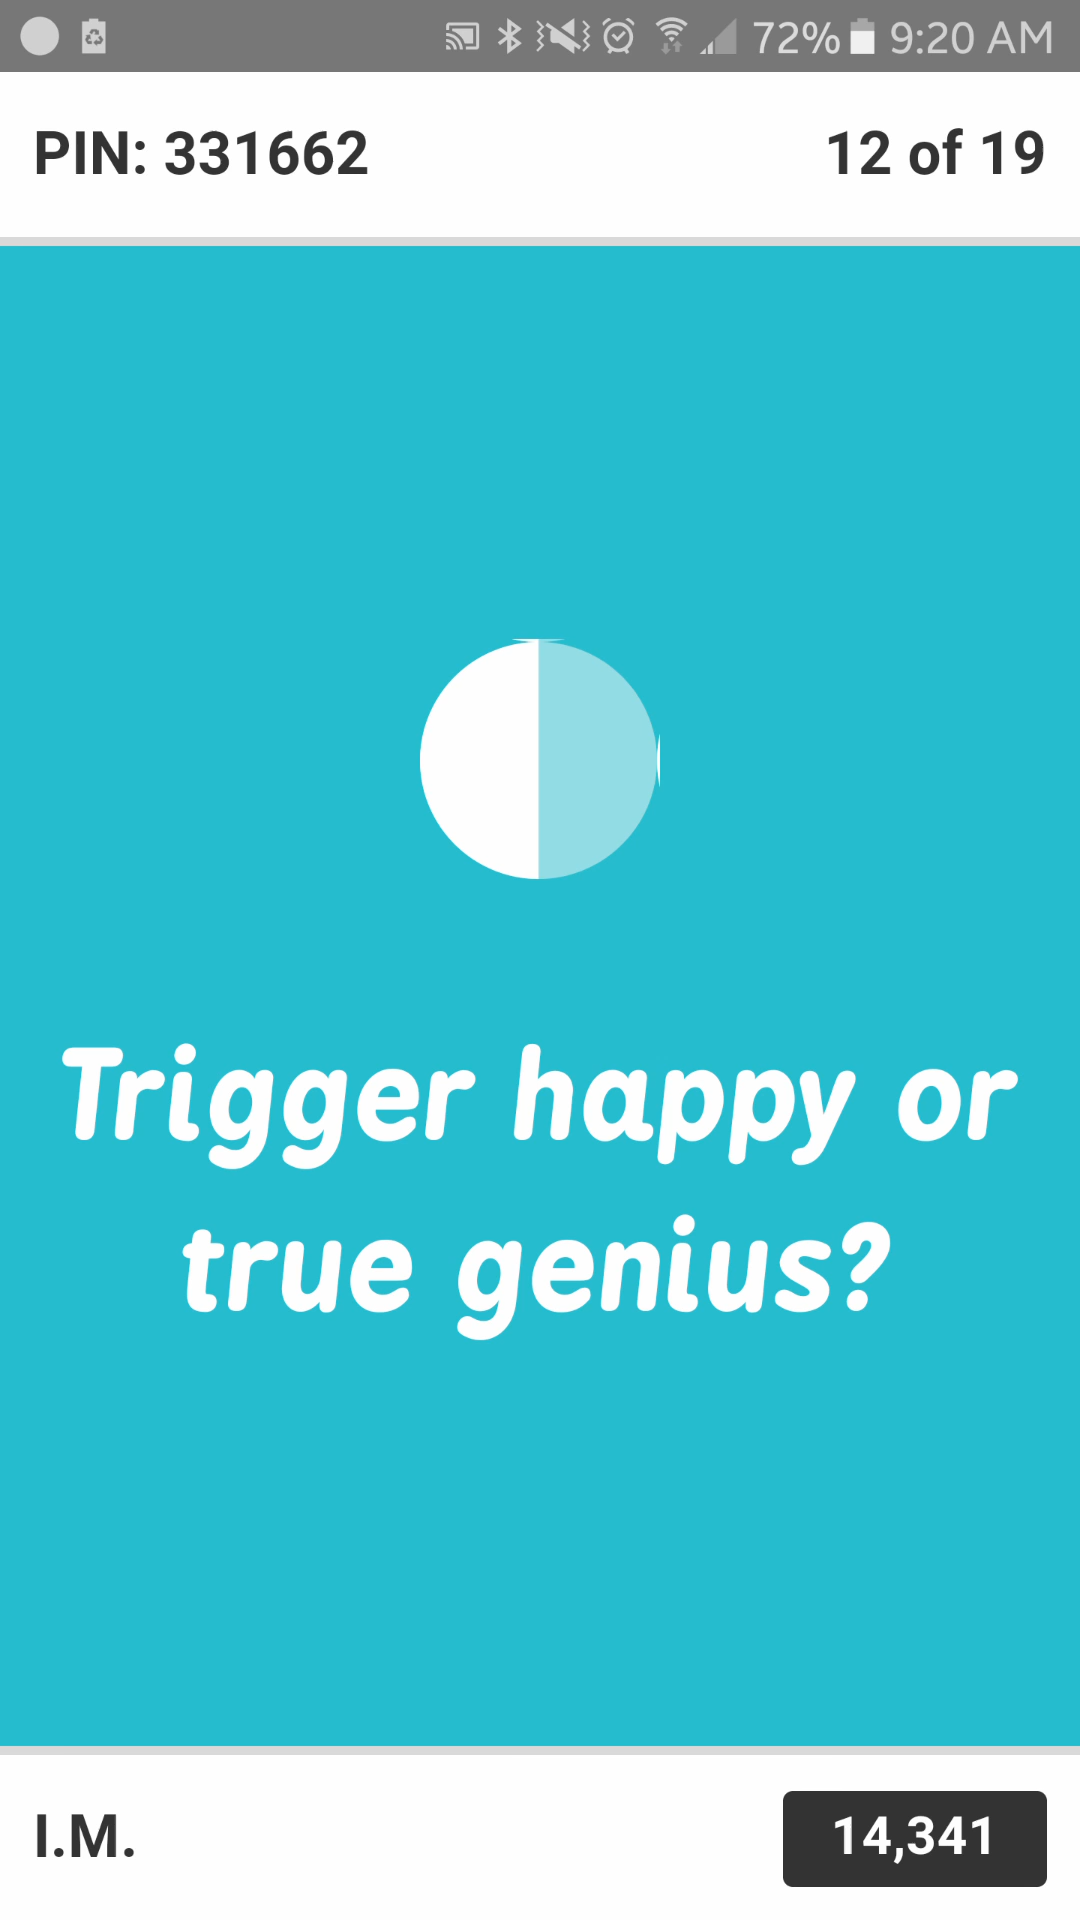 72% 9:20 AM
PIN: 331662 12 of 19
Trigger happy or
true genius?
I.M. 14,341